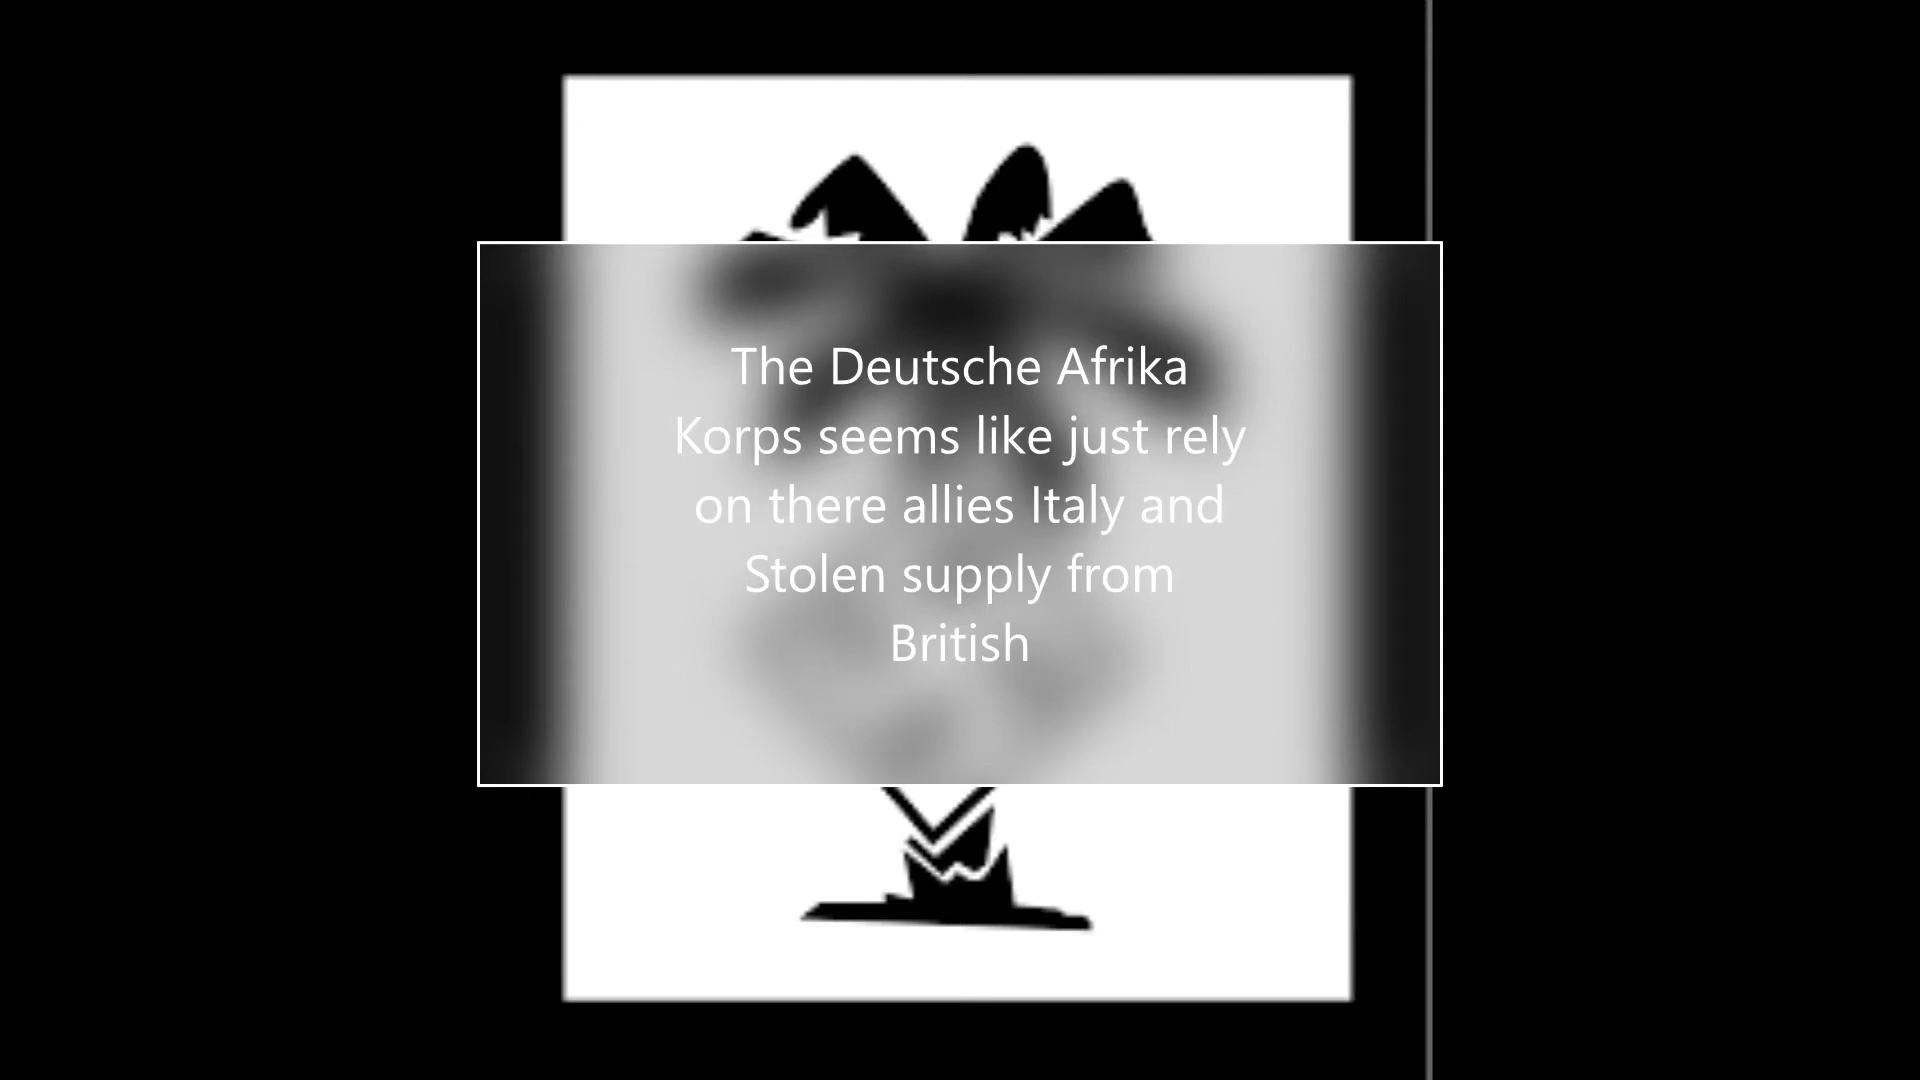 The Deutsche Afrika
Korps seems like just rely
on there allies Italy and
Stolen supply from
British